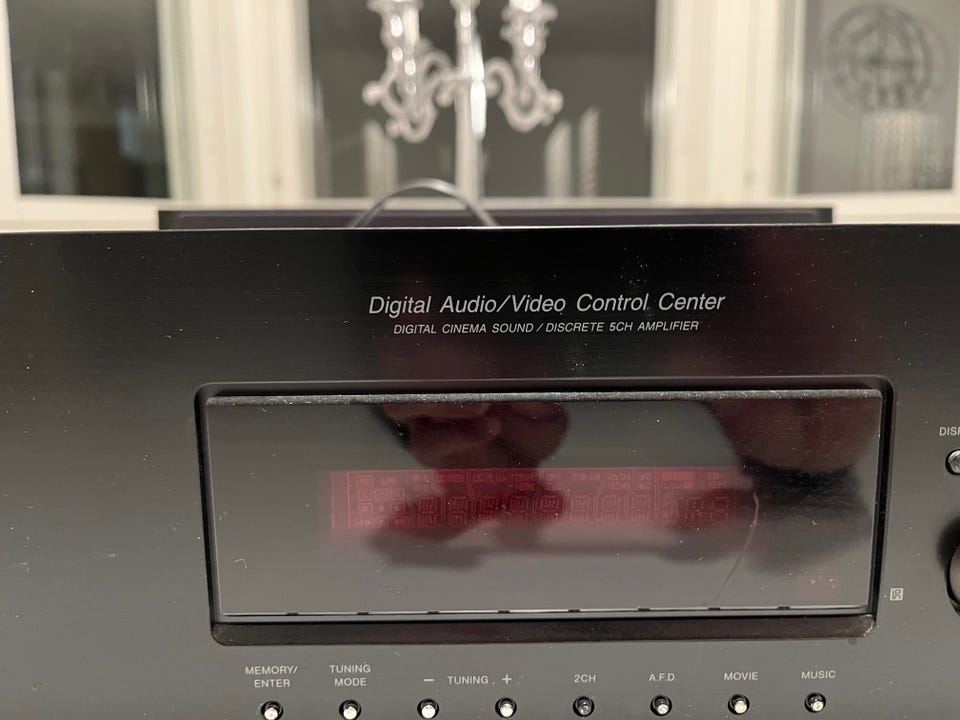 Digital Audio/Video Control Center
DIGITAL CINEMA SOUND / DISCRETE 5CH AMPLIFIER
MEMORY/
ENTER
TUNING
MODE
− TUNING +
2CH
A.F.D.
MOVIE
MUSIC